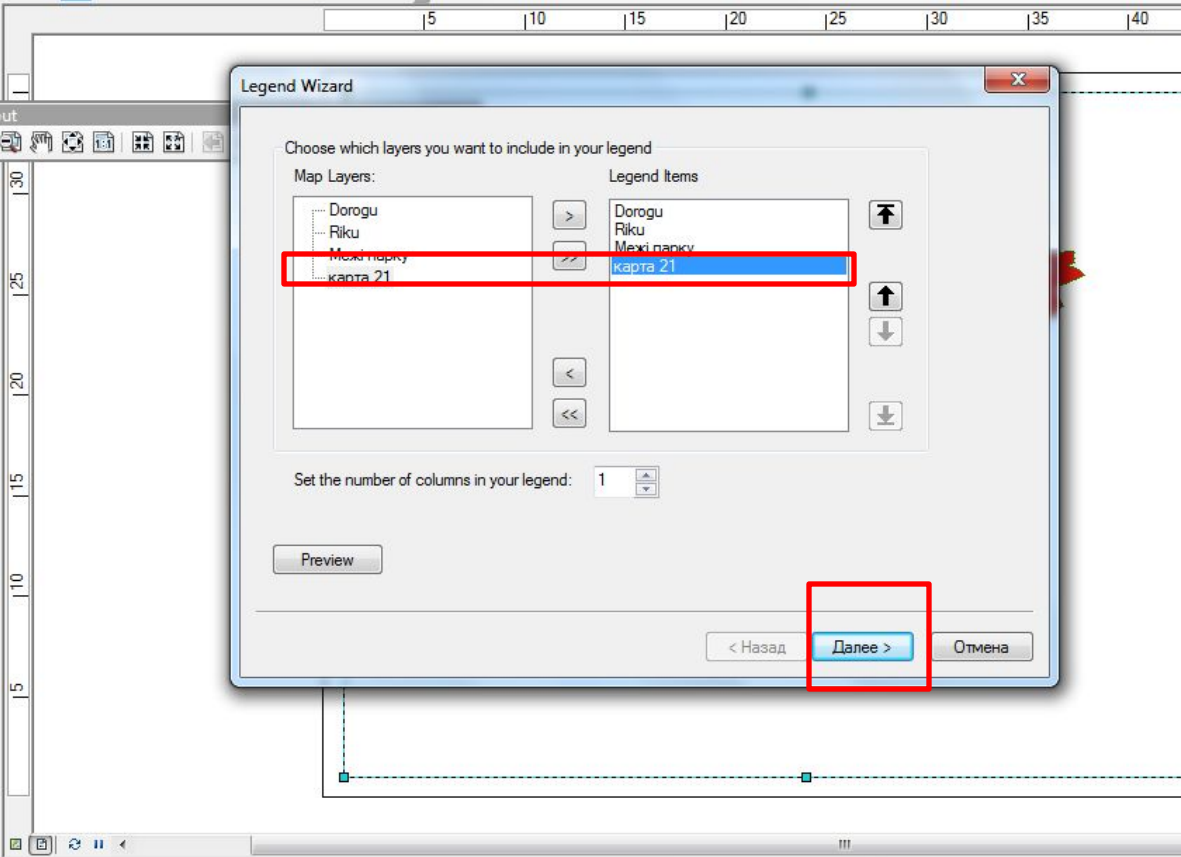 5 10 15 20 25 30 35 40
Legend Wizard
out
Choose which layers you want to include in your legend
Map Layers:
Legend Items
Dorogu
Riku
Межі парку
карта 21
>
>>
<
<<
Dorogu
Riku
Межі парку
карта 21
Set the number of columns in your legend:
1
Preview
< Назад
Далее >
Отмена
30
25
20
15
10
5